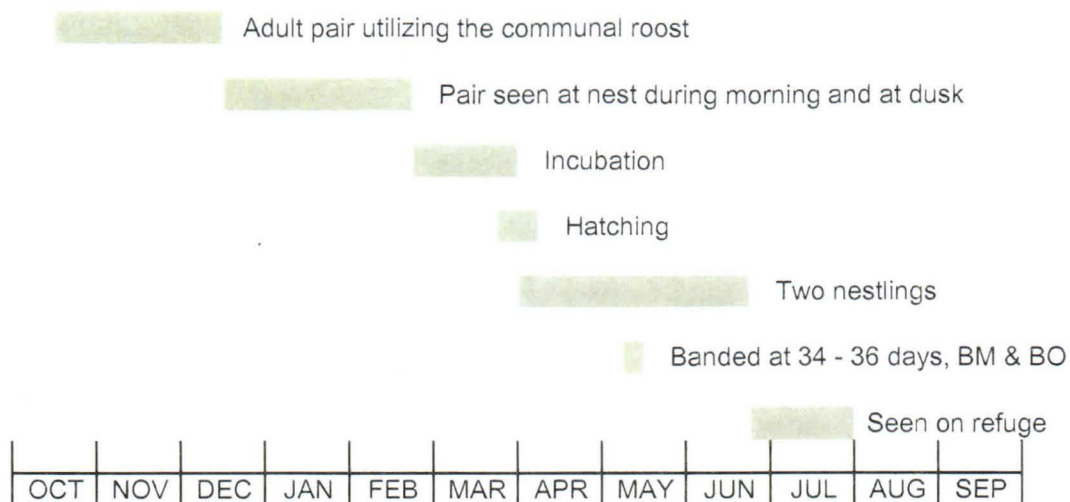 Adult pair utilizing the communal roost
Pair seen at nest during morning and at dusk
Incubation
Hatching
Two nestlings
Banded at 34 - 36 days, BM & BO
Seen on refuge
OCT NOV DEC JAN FEB MAR APR MAY JUN JUL AUG SEP